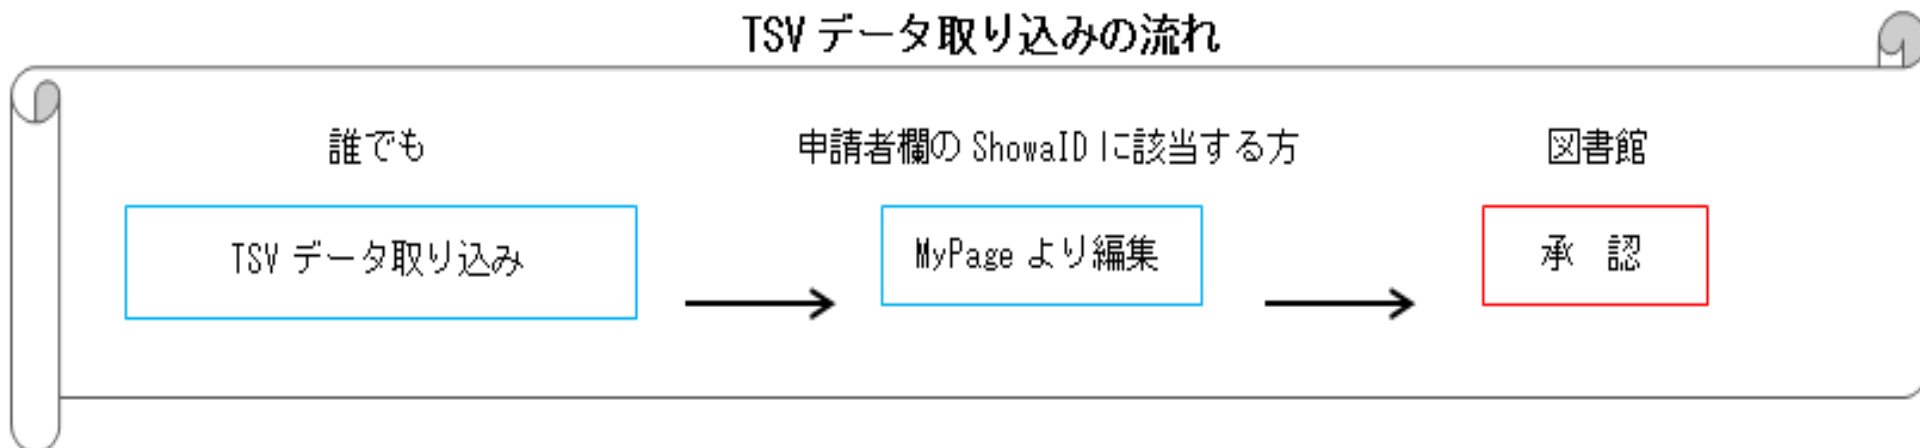 TSV データ取り込みの流れ
誰でも
申請者欄の ShowaID に該当する方
図書館
TSV データ取り込み
MyPage より編集
承　認